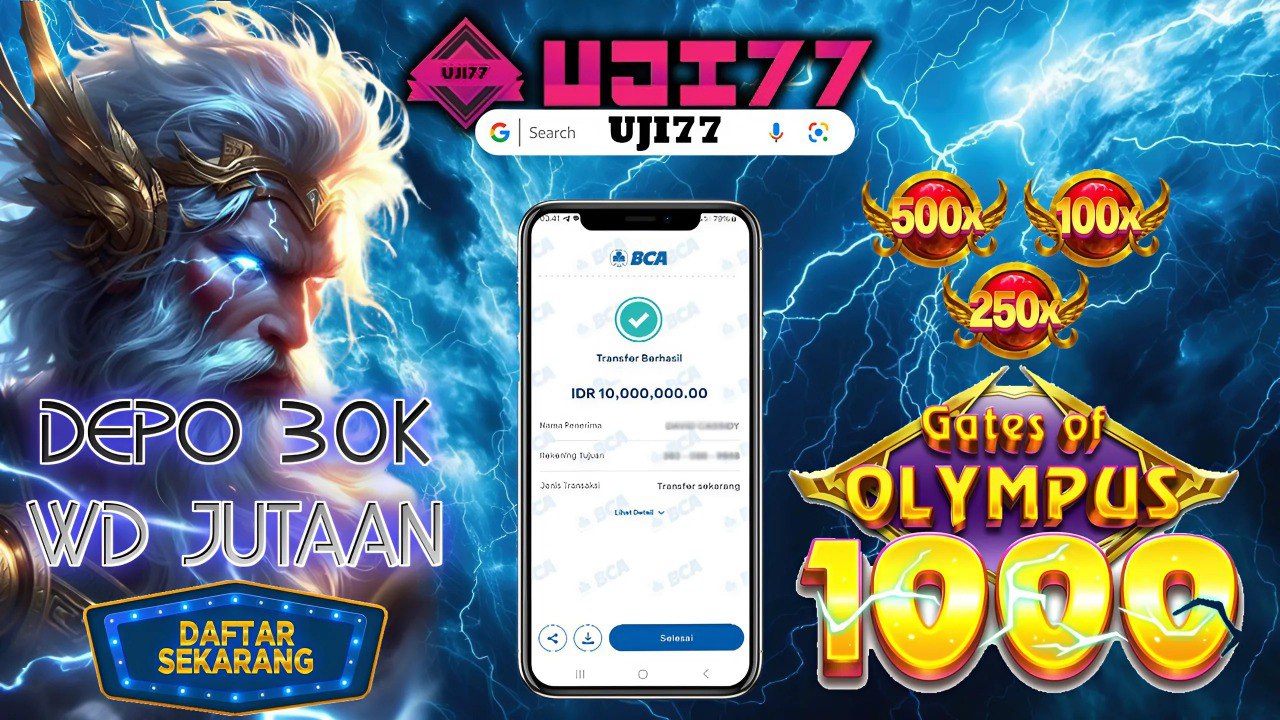 UJI77
UJI77
Search UJI77
500x
100x
250x
79%
BCA
Transfer Berhasil
IDR 10,000,000.00
Nama Penerima
Rekening Tujuan
Jenis Transaksi Transfer sekarang
Lihat Detail
Selesai
DEPO 30K
WD JUTAAN
DAFTAR
SEKARANG
Gates of
OLYMPUS
1000